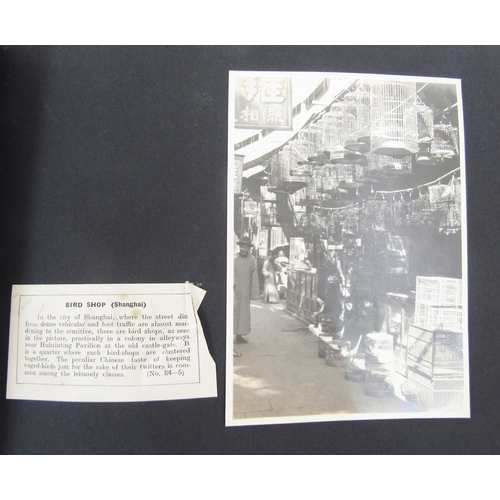 BIRD SHOP (Shanghai)
In the city of Shanghai, where the street din
from dense vehicular and foot traffic are almost mad-
dening to the sensitive, there are bird shops, as seen
in the picture, practically in a colony in alleyways
near Huhsinting Pavilion at the old castle-gate. It
is a quarter where such bird-shops are clustered
together. The peculiar Chinese taste of keeping
caged-birds just for the sake of their twitters is com-
mon among the leisurely classes. (No. 84—5)
相照